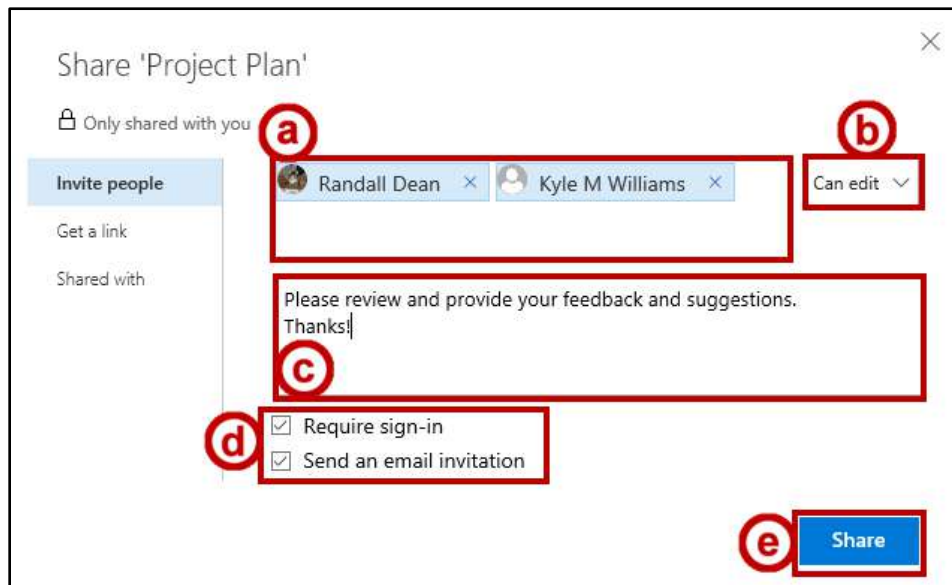 Share 'Project Plan'
Only shared with you
a
b
Invite people
Randall Dean × Kyle M Williams ×
Can edit
Get a link
Shared with
Please review and provide your feedback and suggestions.
Thanks!
c
d
Require sign-in
Send an email invitation
e
Share